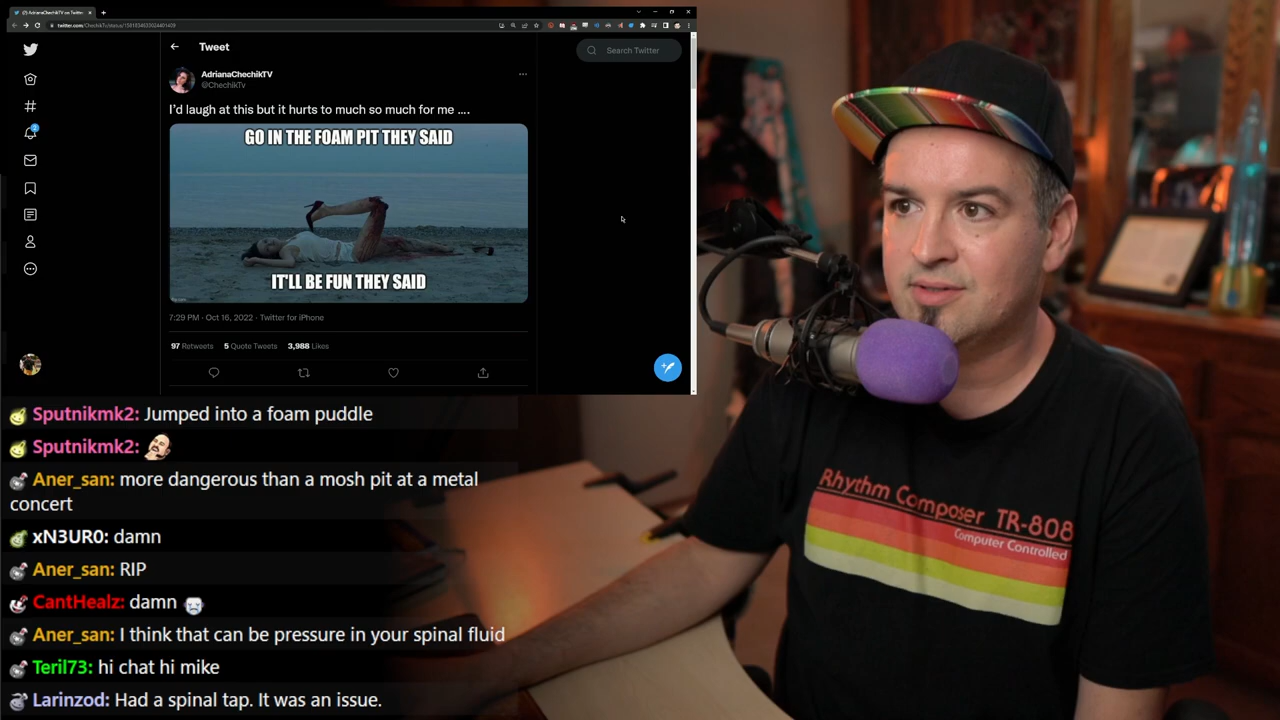 (2) AdrianaChechikTV on Twitter
Tweet
Search Twitter
AdrianaChechikTV
@ChechikTv
I'd laugh at this but it hurts to much so much for me ....
GO IN THE FOAM PIT THEY SAID
IT'LL BE FUN THEY SAID
7:29 PM · Oct 16, 2022 · Twitter for iPhone
97 Retweets 5 Quote Tweets 3,988 Likes
Sputnikmk2: Jumped into a foam puddle
Sputnikmk2:
Aner_san: more dangerous than a mosh pit at a metal
concert
xN3UR0: damn
Aner_san: RIP
CantHealz: damn
Aner_san: I think that can be pressure in your spinal fluid
Teril73: hi chat hi mike
Larinzod: Had a spinal tap. It was an issue.
Rhythm Composer TR-808
Computer Controlled